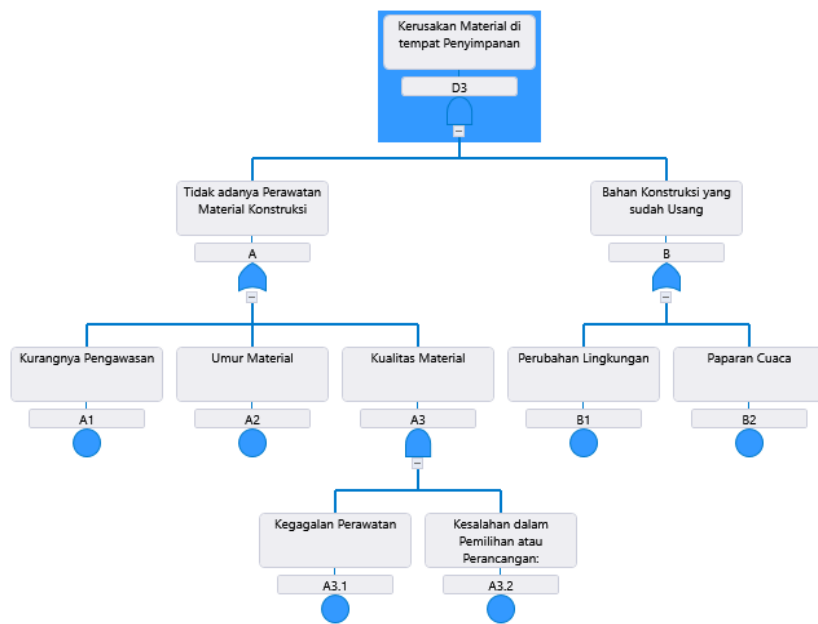 Kerusakan Material di
tempat Penyimpanan
D3
Tidak adanya Perawatan
Material Konstruksi
A
Bahan Konstruksi yang
sudah Usang
B
Kurangnya Pengawasan
A1
Umur Material
A2
Kualitas Material
A3
Perubahan Lingkungan
B1
Paparan Cuaca
B2
Kegagalan Perawatan
A3.1
Kesalahan dalam
Pemilihan atau
Perancangan:
A3.2